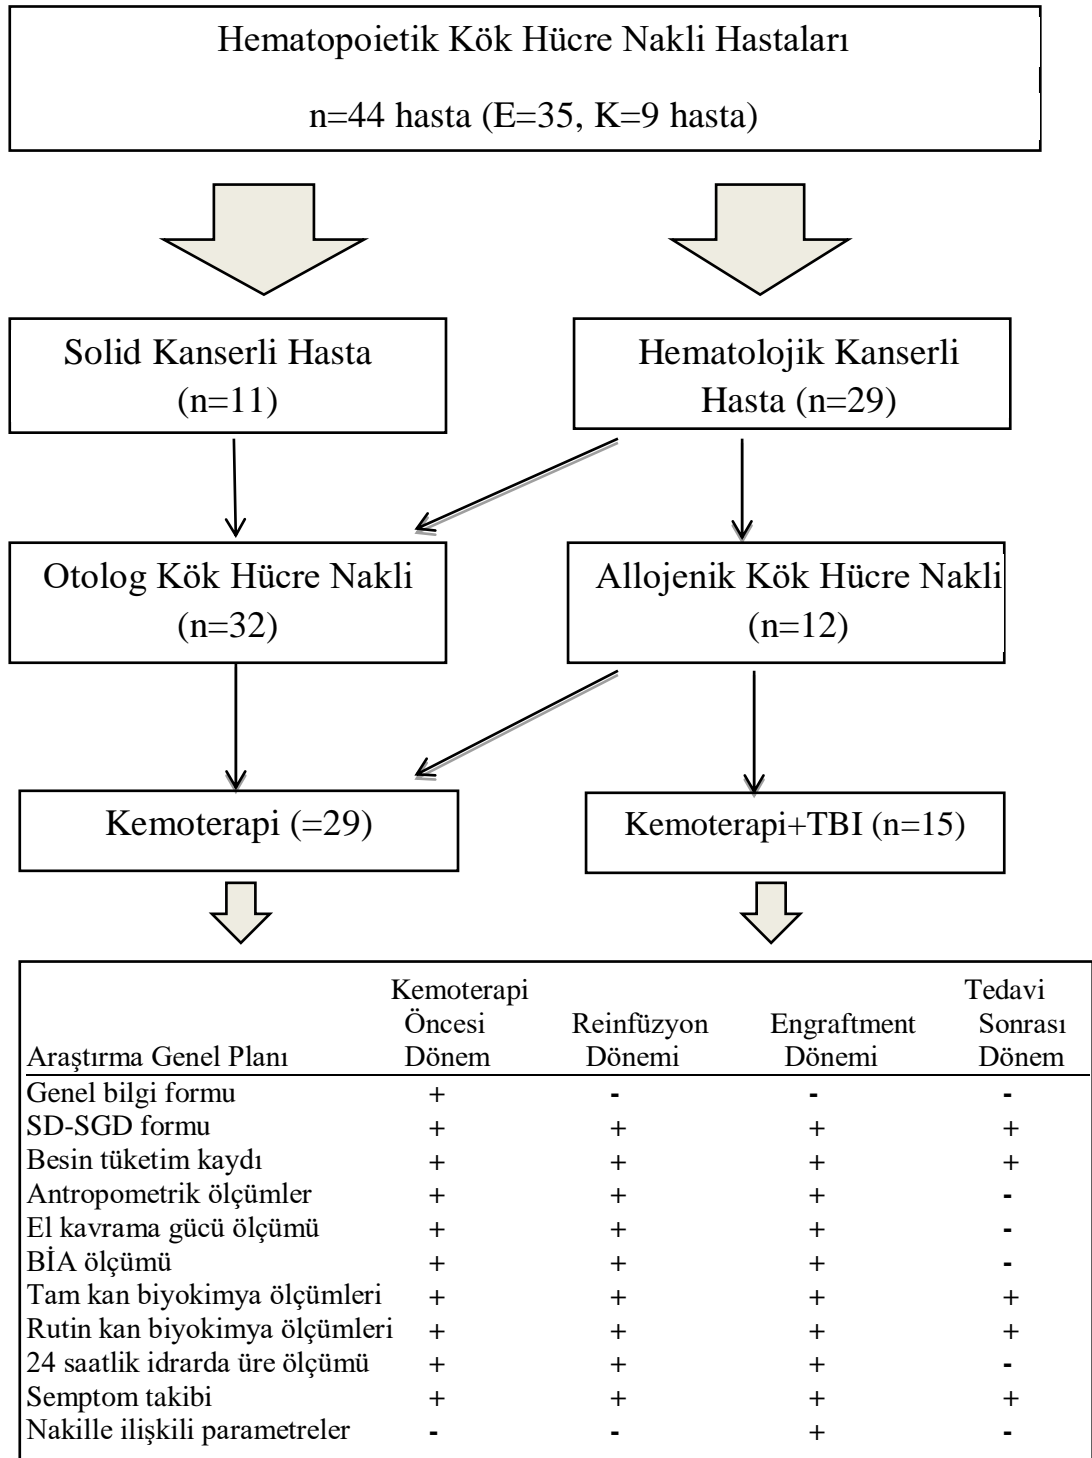 Hematopoietik Kök Hücre Nakli Hastaları
n=44 hasta (E=35, K=9 hasta)
Solid Kanserli Hasta
(n=11)
Hematolojik Kanserli
Hasta (n=29)
Otolog Kök Hücre Nakli
(n=32)
Allojenik Kök Hücre Nakli
(n=12)
Kemoterapi (=29)
Kemoterapi+TBI (n=15)
Kemoterapi Tedavi
Öncesi Reinfüzyon Engraftment Sonrası
Araştırma Genel Planı Dönem Dönemi Dönemi Dönem
Genel bilgi formu + - - -
SD-SGD formu + + + +
Besin tüketim kaydı + + + +
Antropometrik ölçümler + + + -
El kavrama gücü ölçümü + + + -
BİA ölçümü + + + -
Tam kan biyokimya ölçümleri + + + +
Rutin kan biyokimya ölçümleri + + + +
24 saatlik idrarda üre ölçümü + + + -
Semptom takibi + + + +
Nakille ilişkili parametreler - - + -